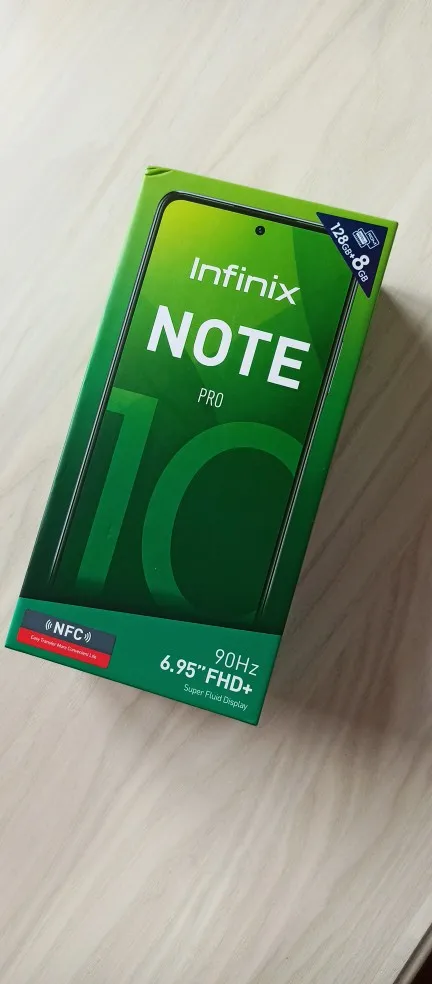 128GB+8GB
Infinix
NOTE
PRO
10
NFC
90Hz
6.95” FHD+
Super Fluid Display